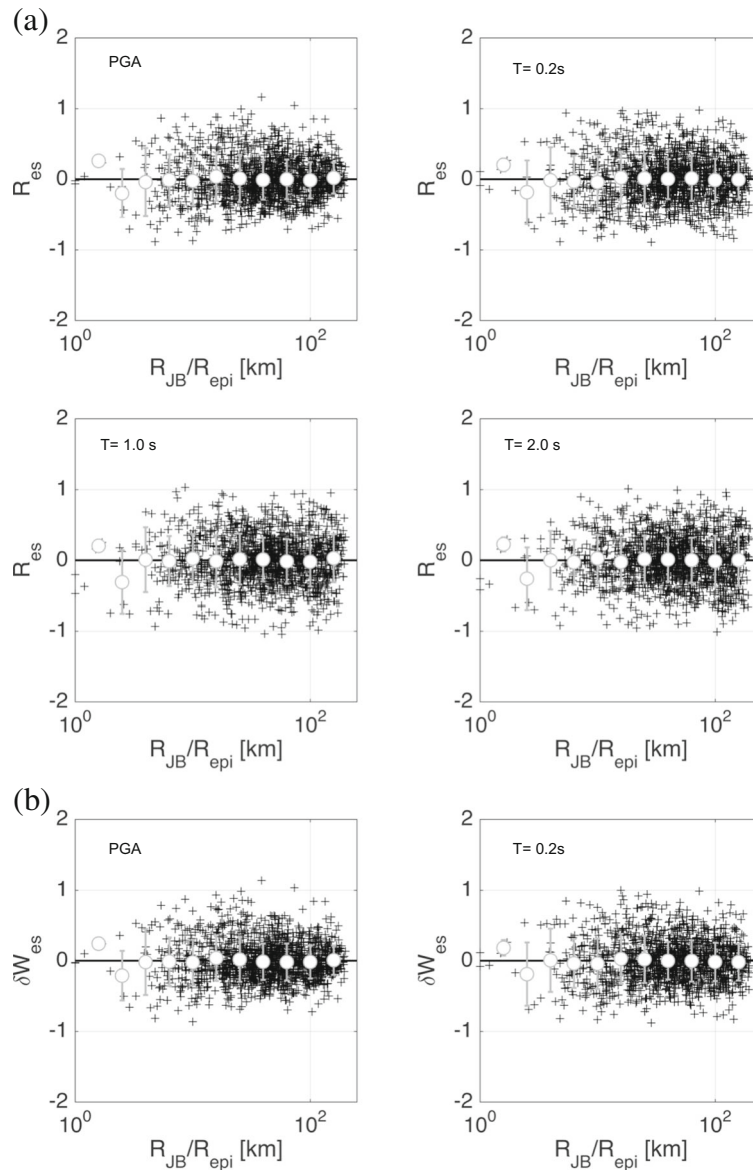 (a)
PGA
2
1
0
-1
-2
R_es
10^0
10^2
R_JB/R_epi [km]
T= 0.2s
2
1
0
-1
-2
R_es
10^0
10^2
R_JB/R_epi [km]
T= 1.0 s
2
1
0
-1
-2
R_es
10^0
10^2
R_JB/R_epi [km]
T= 2.0 s
2
1
0
-1
-2
R_es
10^0
10^2
R_JB/R_epi [km]
(b)
PGA
2
1
0
-1
-2
δW_es
10^0
10^2
R_JB/R_epi [km]
T= 0.2s
2
1
0
-1
-2
δW_es
10^0
10^2
R_JB/R_epi [km]